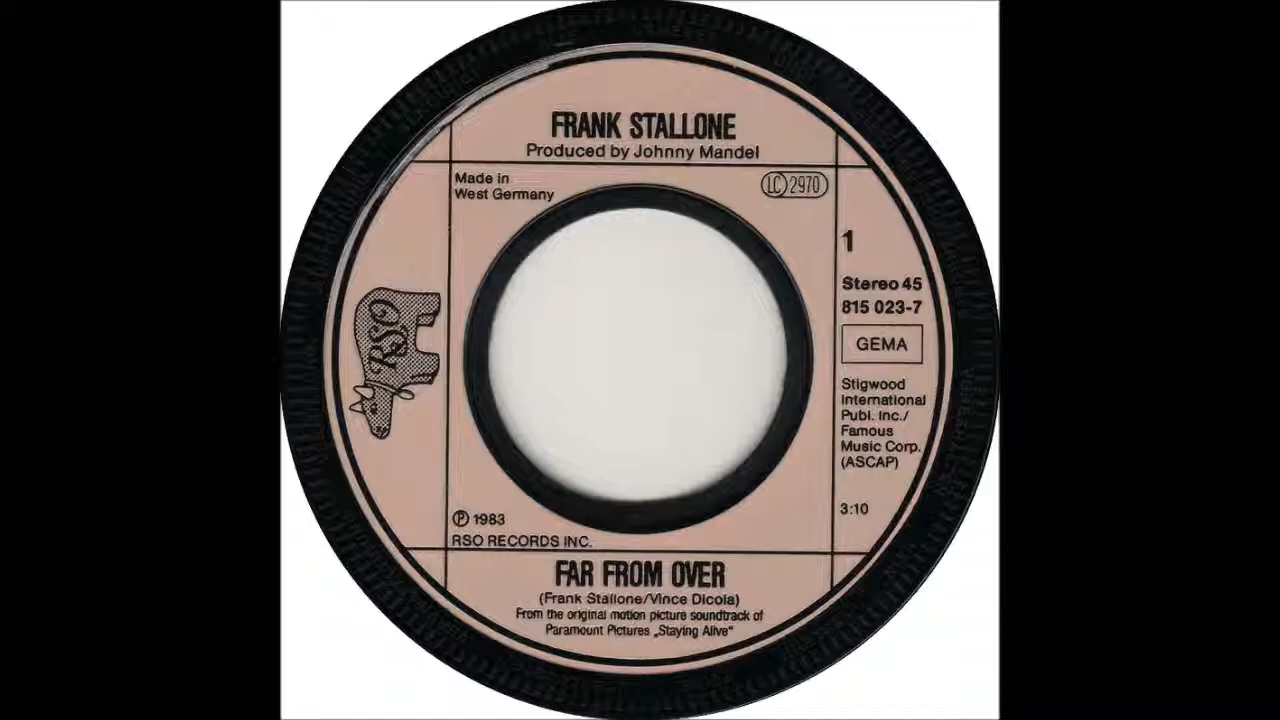 FRANK STALLONE
Produced by Johnny Mandel
Made in
West Germany
LC 2970
1
Stereo 45
815 023-7
GEMA
Stigwood
International
Publ. Inc./
Famous
Music Corp.
(ASCAP)
3:10
RSO
℗ 1983
RSO RECORDS INC.
FAR FROM OVER
(Frank Stallone/Vince Dicola)
From the original motion picture soundtrack of
Paramount Pictures „Staying Alive"